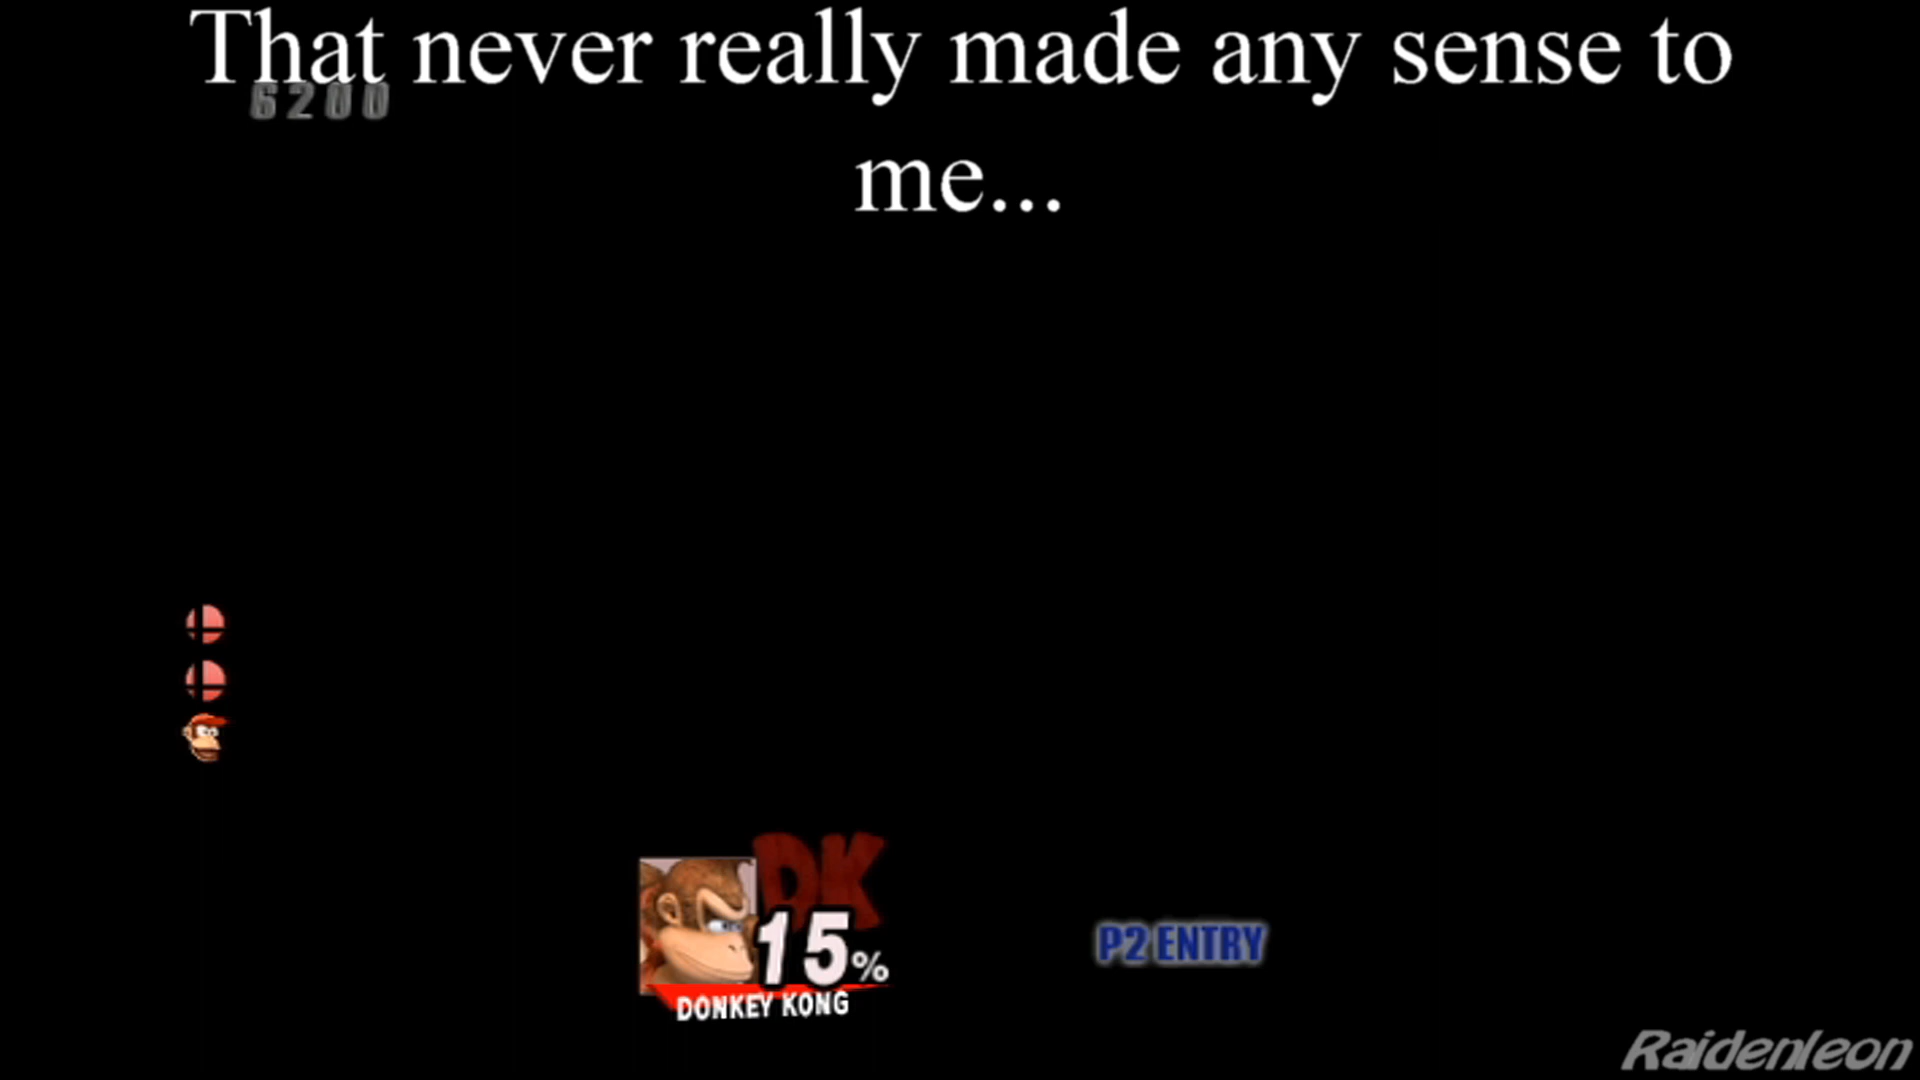 That never really made any sense to
6200
me...
DK
15%
P2 ENTRY
DONKEY KONG
Raidenleon